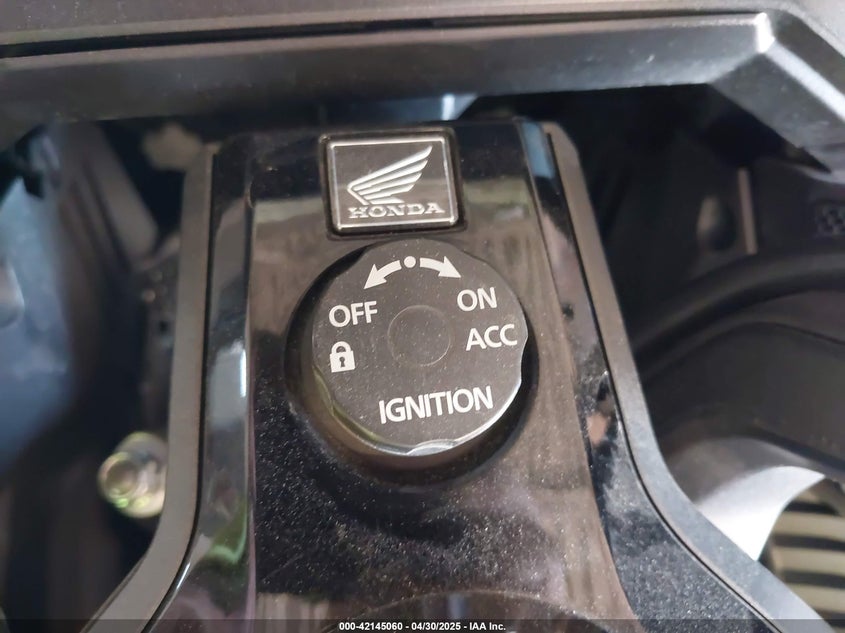 HONDA
OFF ON
ACC
IGNITION
000-42145060 - 04/30/2025 - IAA Inc.